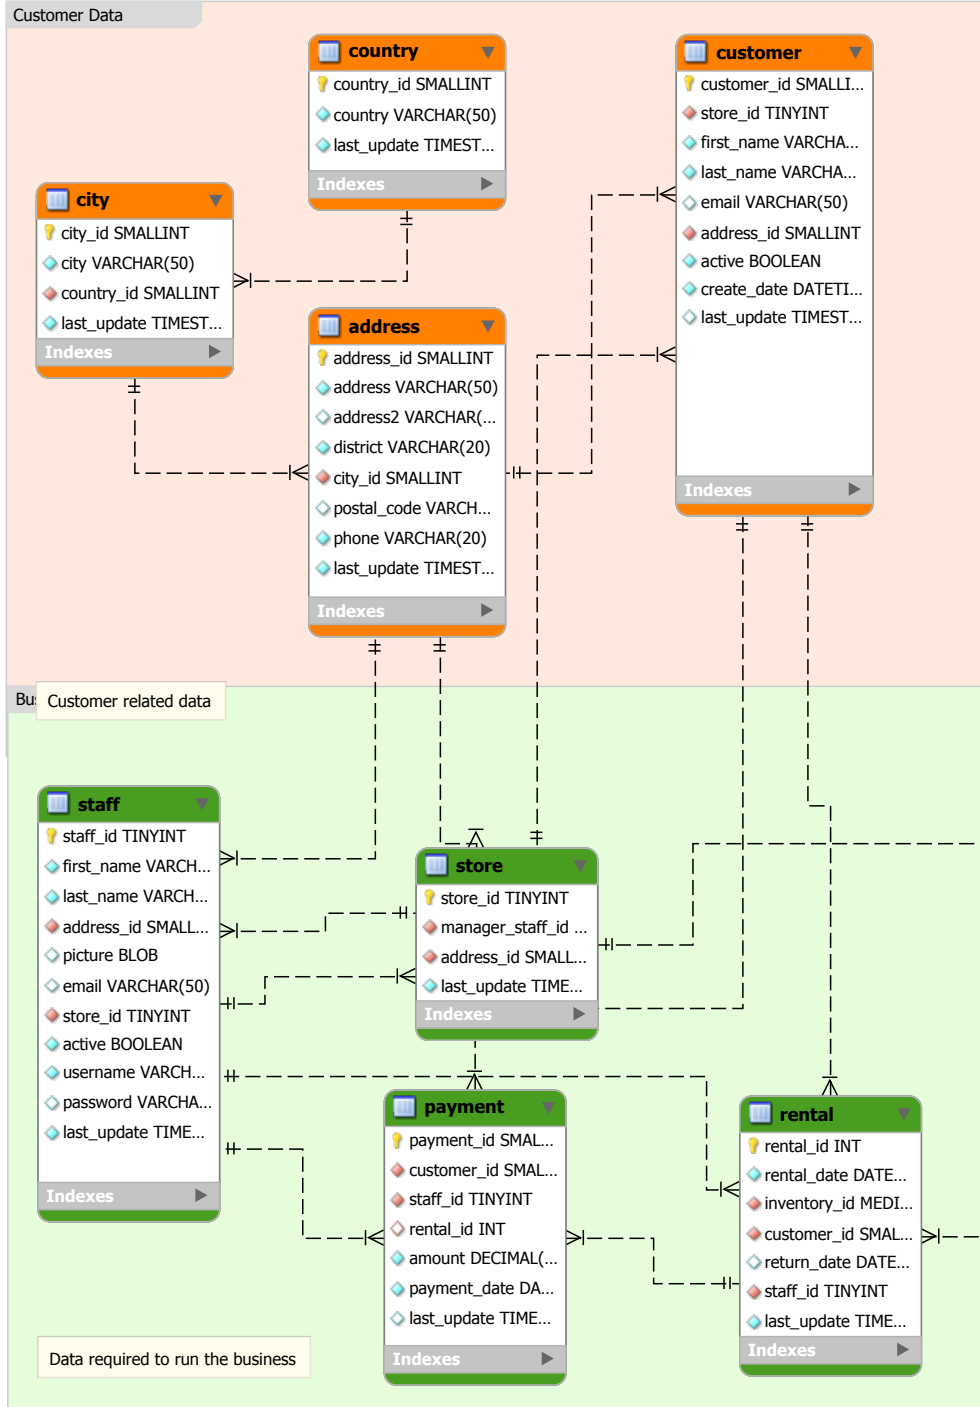 Customer Data
country
country_id SMALLINT
country VARCHAR(50)
last_update TIMEST...
Indexes
customer
customer_id SMALLI...
store_id TINYINT
first_name VARCHA...
last_name VARCHA...
email VARCHAR(50)
address_id SMALLINT
active BOOLEAN
create_date DATETI...
last_update TIMEST...
Indexes
city
city_id SMALLINT
city VARCHAR(50)
country_id SMALLINT
last_update TIMEST...
Indexes
address
address_id SMALLINT
address VARCHAR(50)
address2 VARCHAR(...
district VARCHAR(20)
city_id SMALLINT
postal_code VARCH...
phone VARCHAR(20)
last_update TIMEST...
Indexes
Bu
Customer related data
staff
staff_id TINYINT
first_name VARCH...
last_name VARCH...
address_id SMALL...
picture BLOB
email VARCHAR(50)
store_id TINYINT
active BOOLEAN
username VARCH...
password VARCHA...
last_update TIME...
Indexes
store
store_id TINYINT
manager_staff_id ...
address_id SMALL...
last_update TIME...
Indexes
payment
payment_id SMAL...
customer_id SMAL...
staff_id TINYINT
rental_id INT
amount DECIMAL(...
payment_date DA...
last_update TIME...
Indexes
rental
rental_id INT
rental_date DATE...
inventory_id MEDI...
customer_id SMAL...
return_date DATE...
staff_id TINYINT
last_update TIME...
Indexes
Data required to run the business